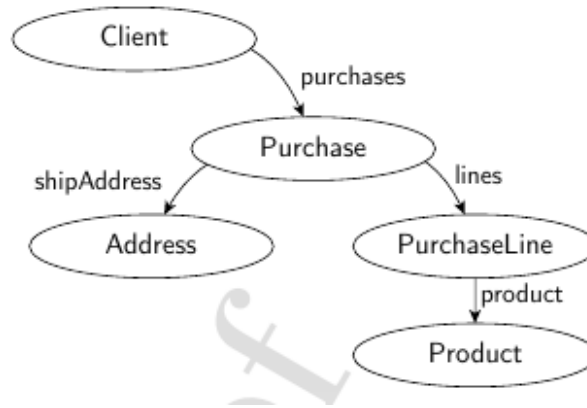 Client
purchases
Purchase
shipAddress
lines
Address
PurchaseLine
product
Product